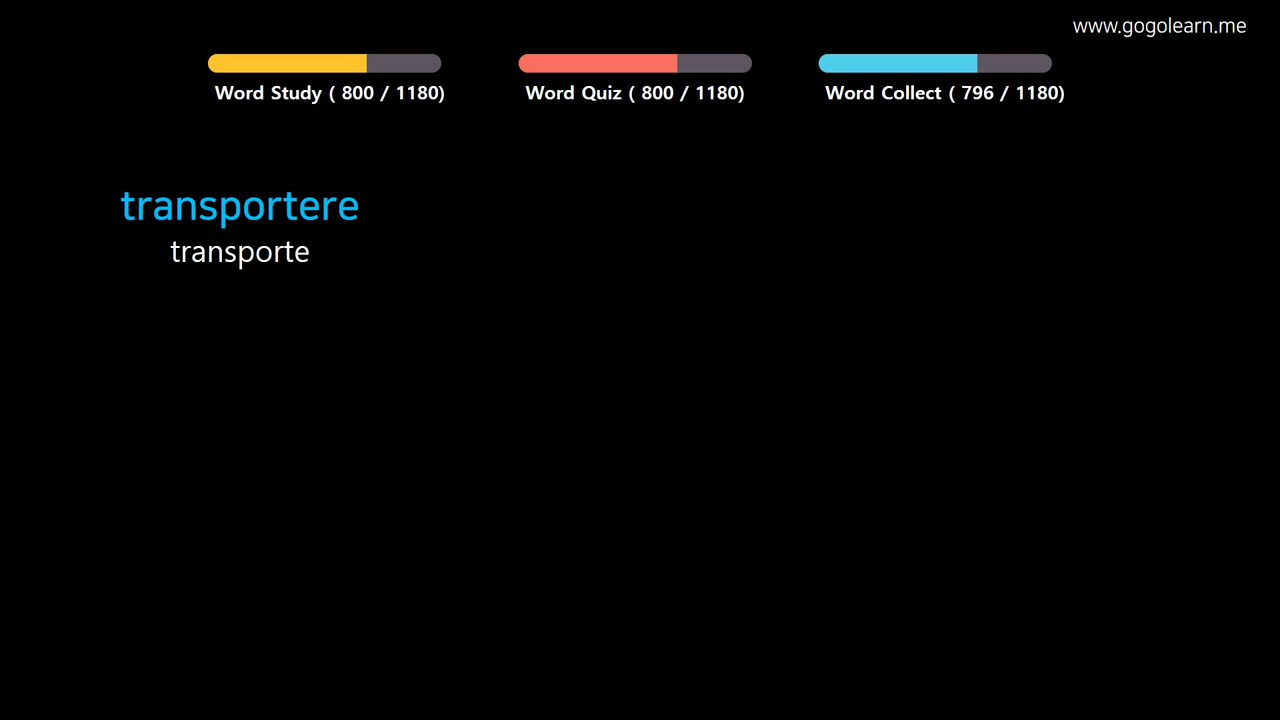 www.gogolearn.me
Word Study ( 800 / 1180)
Word Quiz ( 800 / 1180)
Word Collect ( 796 / 1180)
transportere
transporte